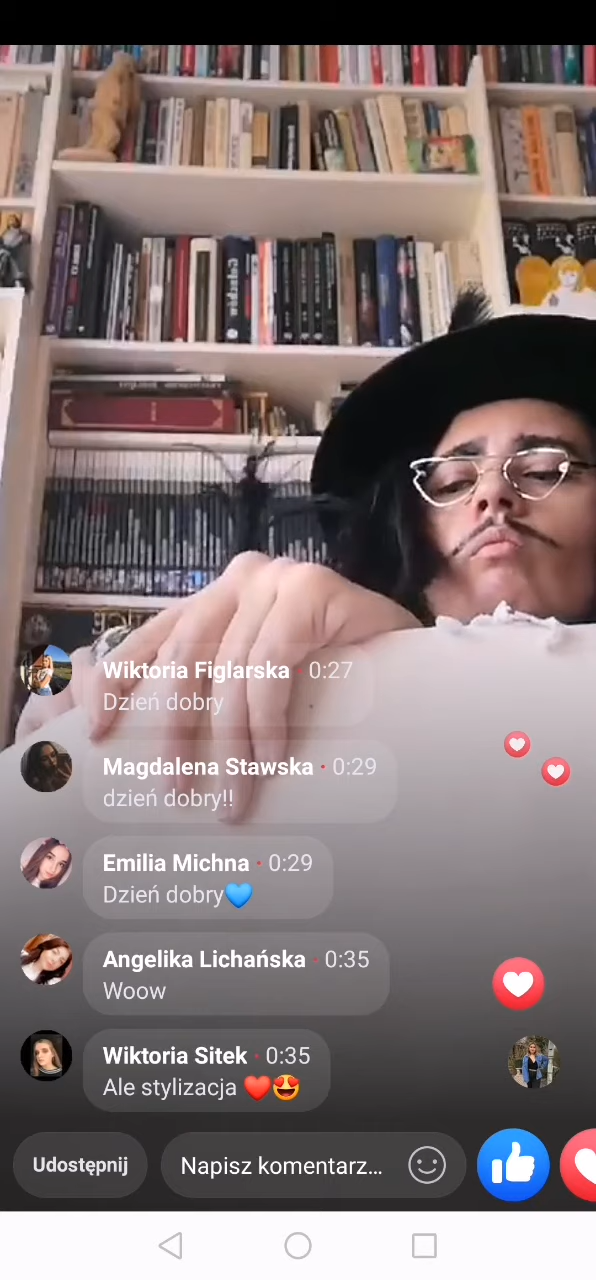 Wiktoria Figlarska · 0:27
Dzień dobry
Magdalena Stawska · 0:29
dzień dobry!!
Emilia Michna · 0:29
Dzień dobry💙
Angelika Lichańska · 0:35
Woow
Wiktoria Sitek · 0:35
Ale stylizacja ❤️😍
Udostępnij
Napisz komentarz...